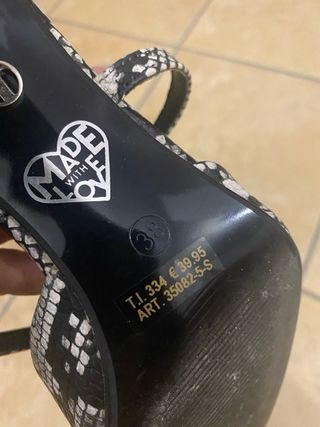 MADE
WITH
LOVE
38
T.I. 334 € 39.95
ART. 35082-5-S